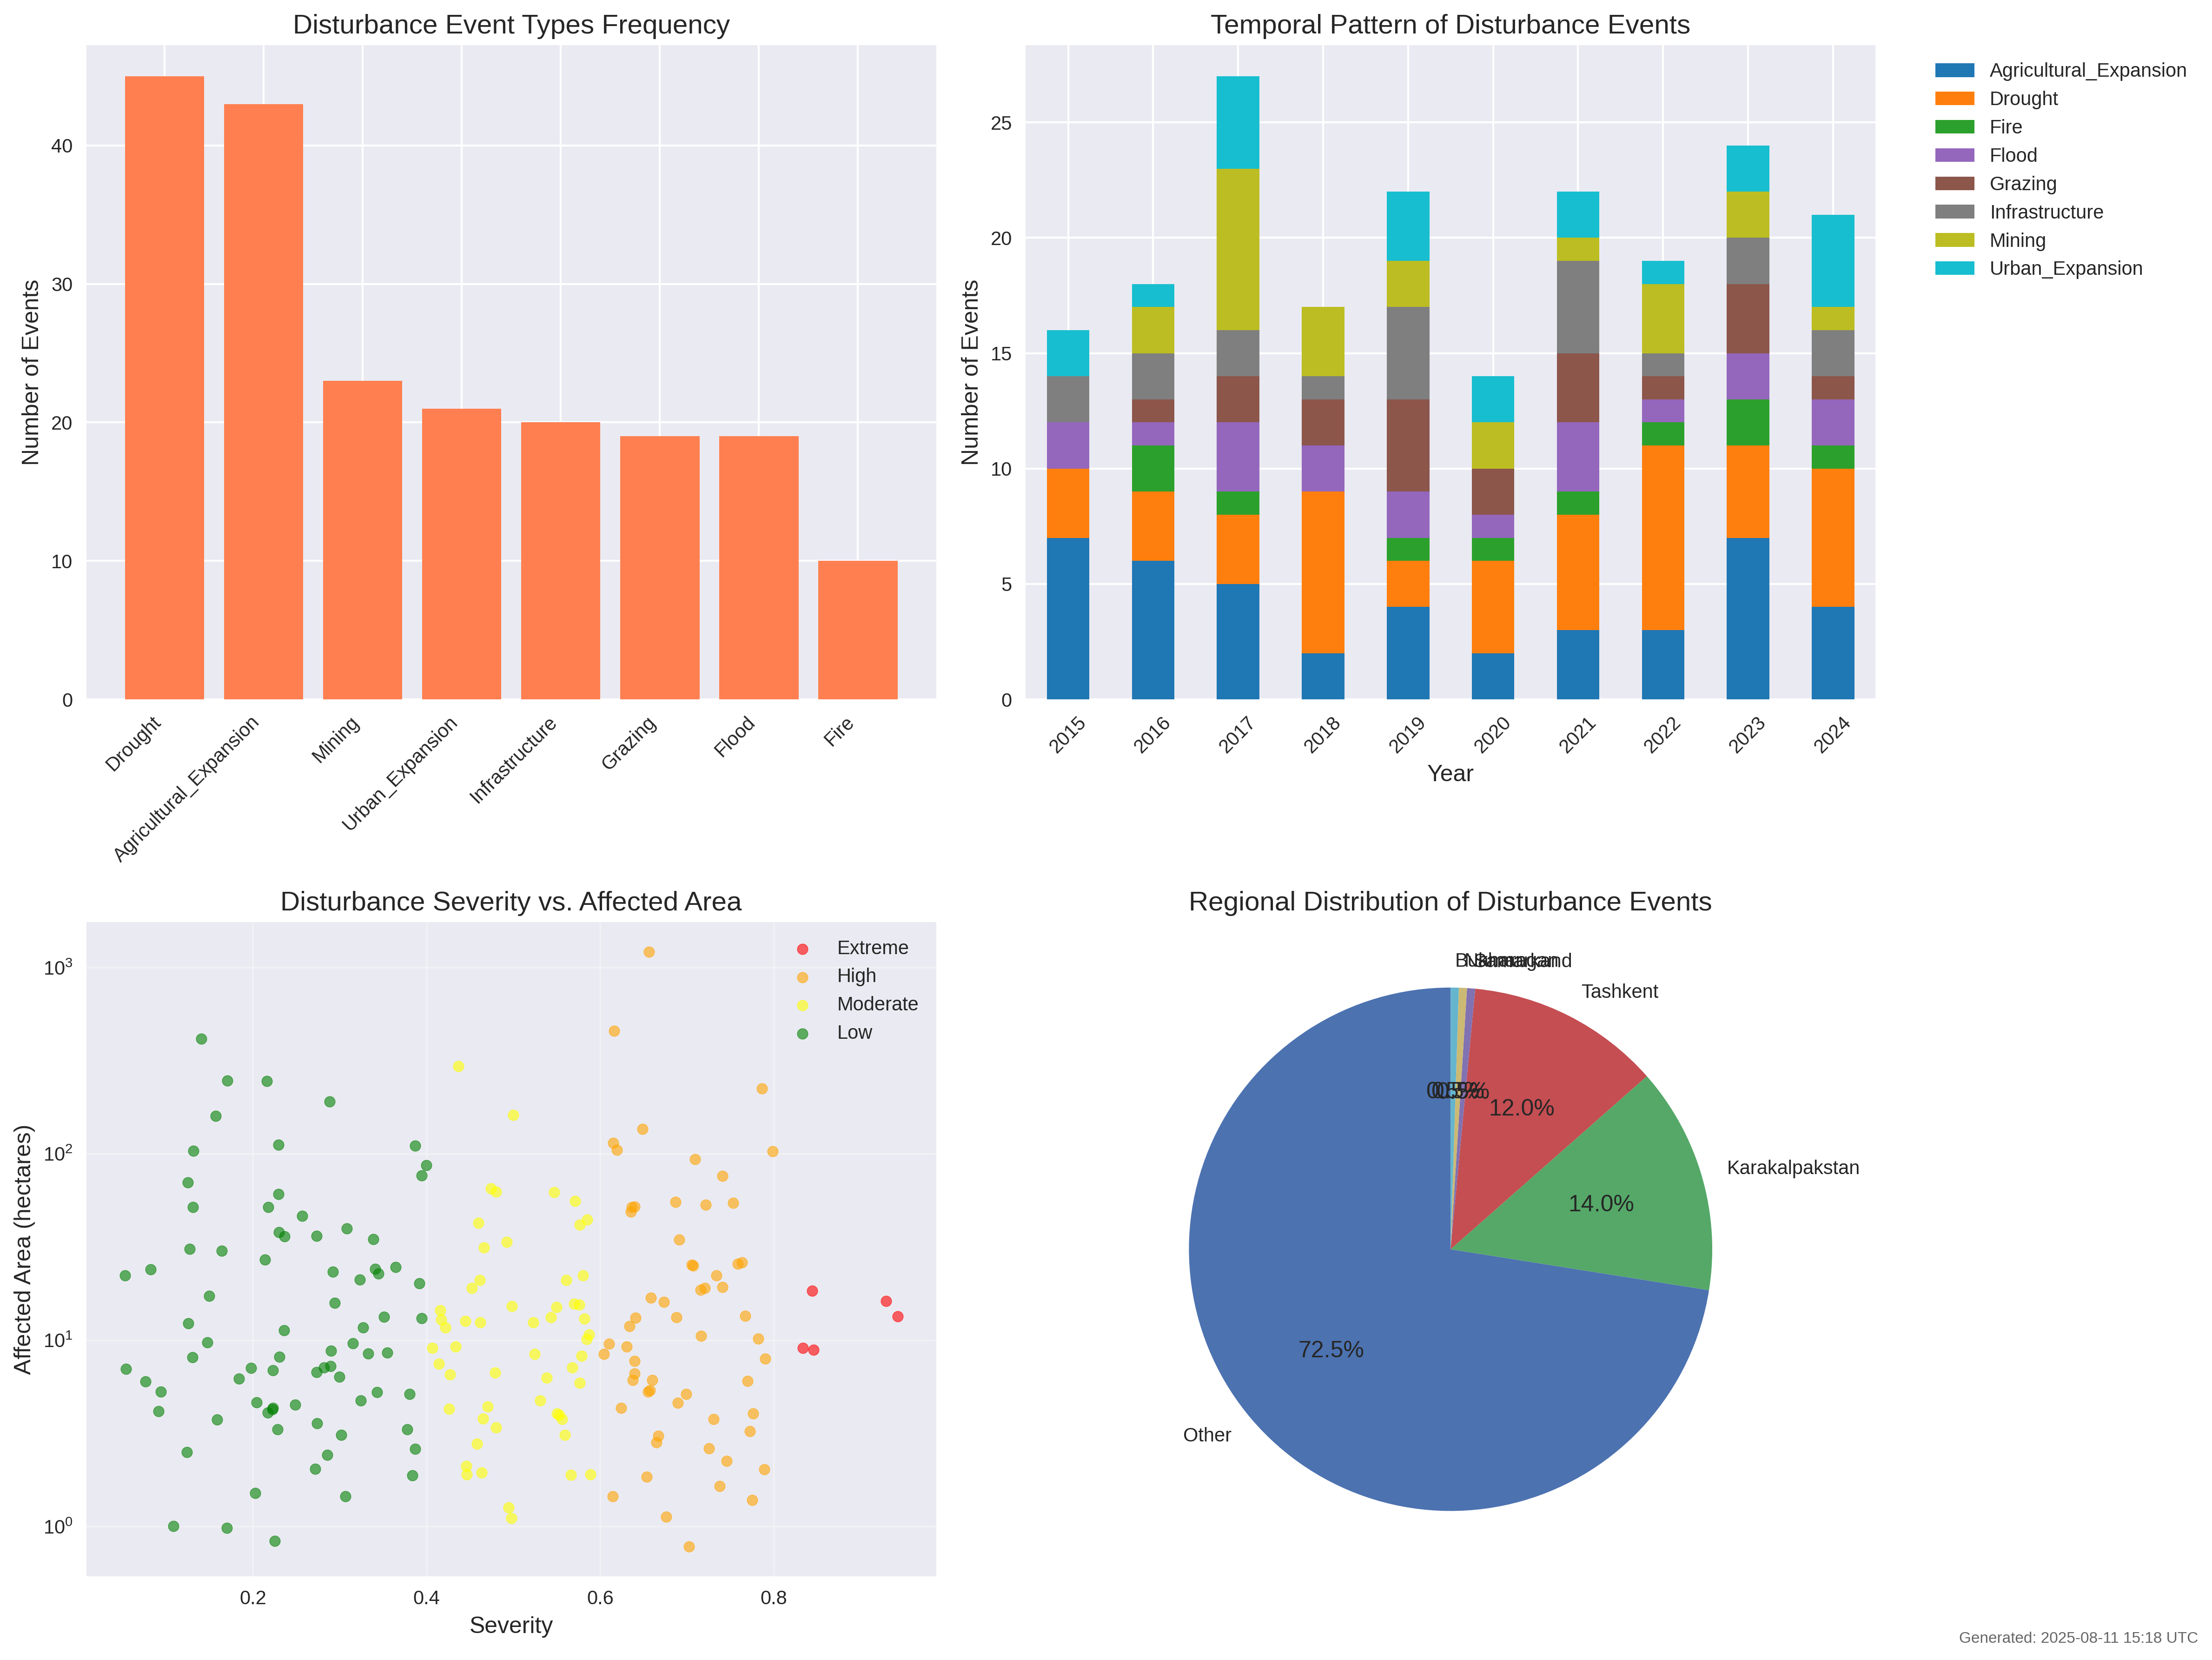 Disturbance Event Types Frequency
Number of Events
40
30
20
10
0
Drought
Agricultural_Expansion
Mining
Urban_Expansion
Infrastructure
Grazing
Flood
Fire
Temporal Pattern of Disturbance Events
Number of Events
25
20
15
10
5
0
2015
2016
2017
2018
2019
2020
2021
2022
2023
2024
Year
Agricultural_Expansion
Drought
Fire
Flood
Grazing
Infrastructure
Mining
Urban_Expansion
Disturbance Severity vs. Affected Area
Affected Area (hectares)
10³
10²
10¹
10⁰
0.2
0.4
0.6
0.8
Severity
Extreme
High
Moderate
Low
Regional Distribution of Disturbance Events
Tashkent
12.0%
Karakalpakstan
14.0%
72.5%
Other
Generated: 2025-08-11 15:18 UTC